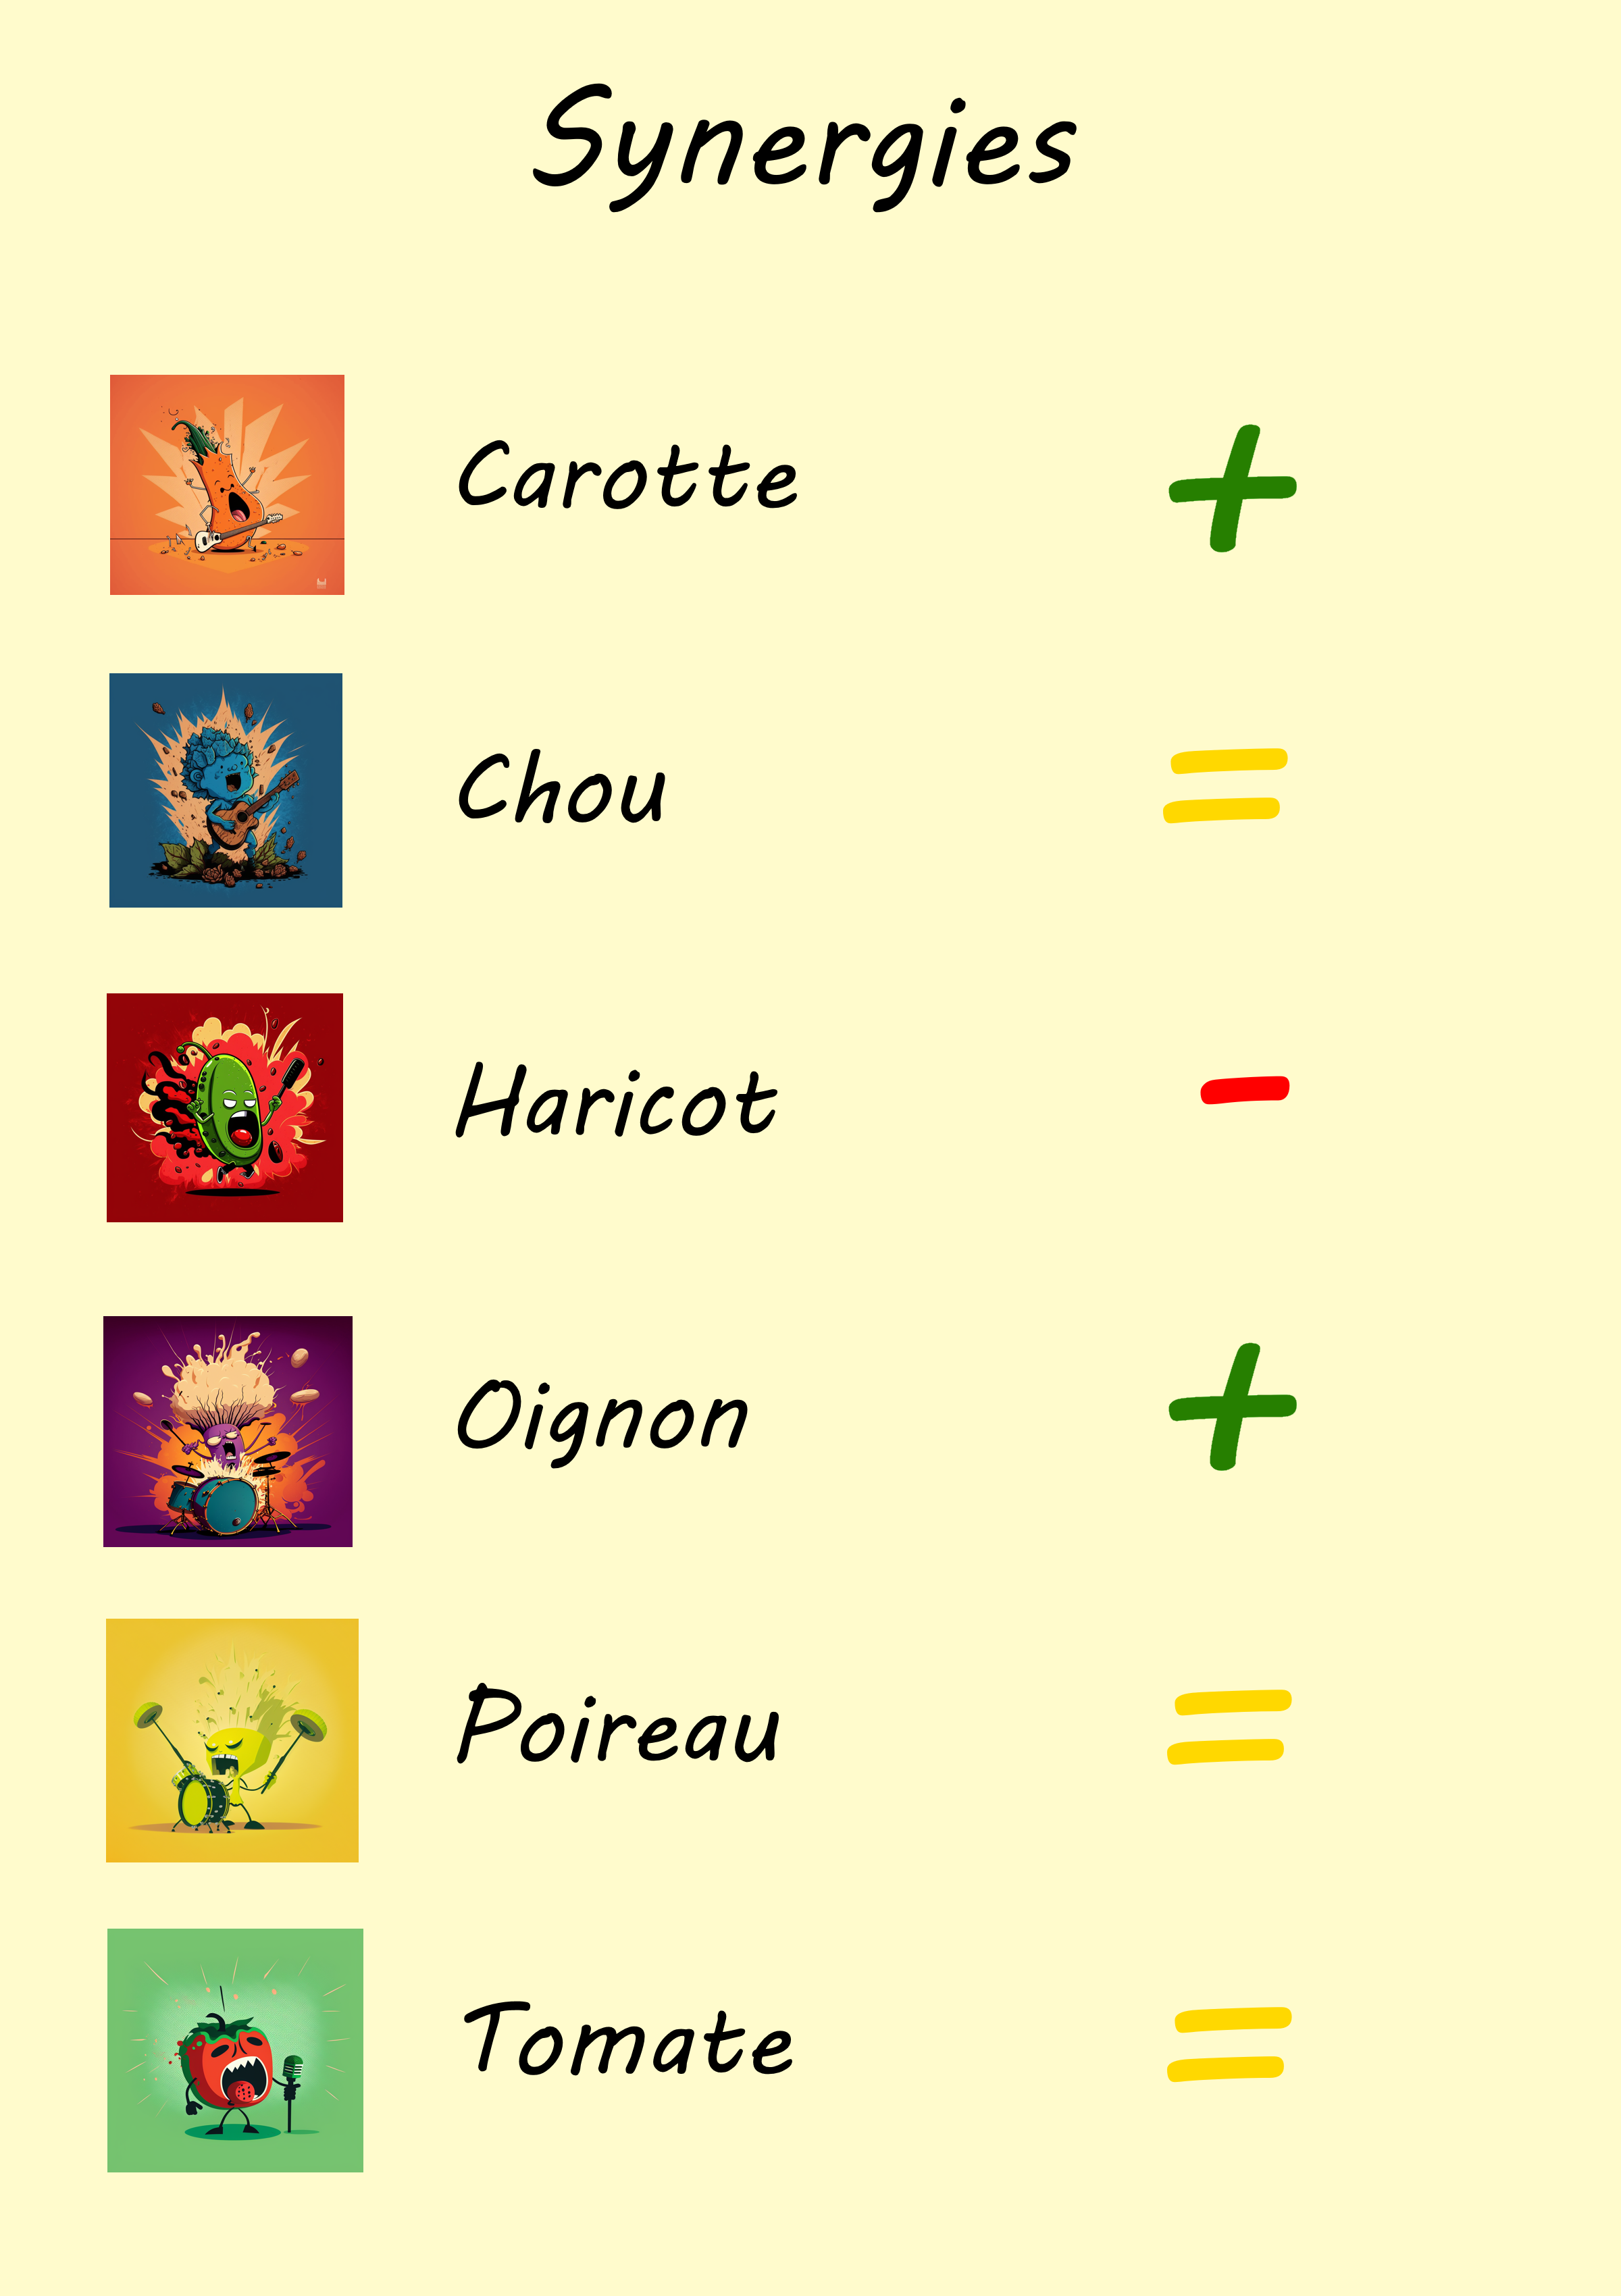 Synergies
Carotte +
Chou =
Haricot -
Oignon +
Poireau =
Tomate =